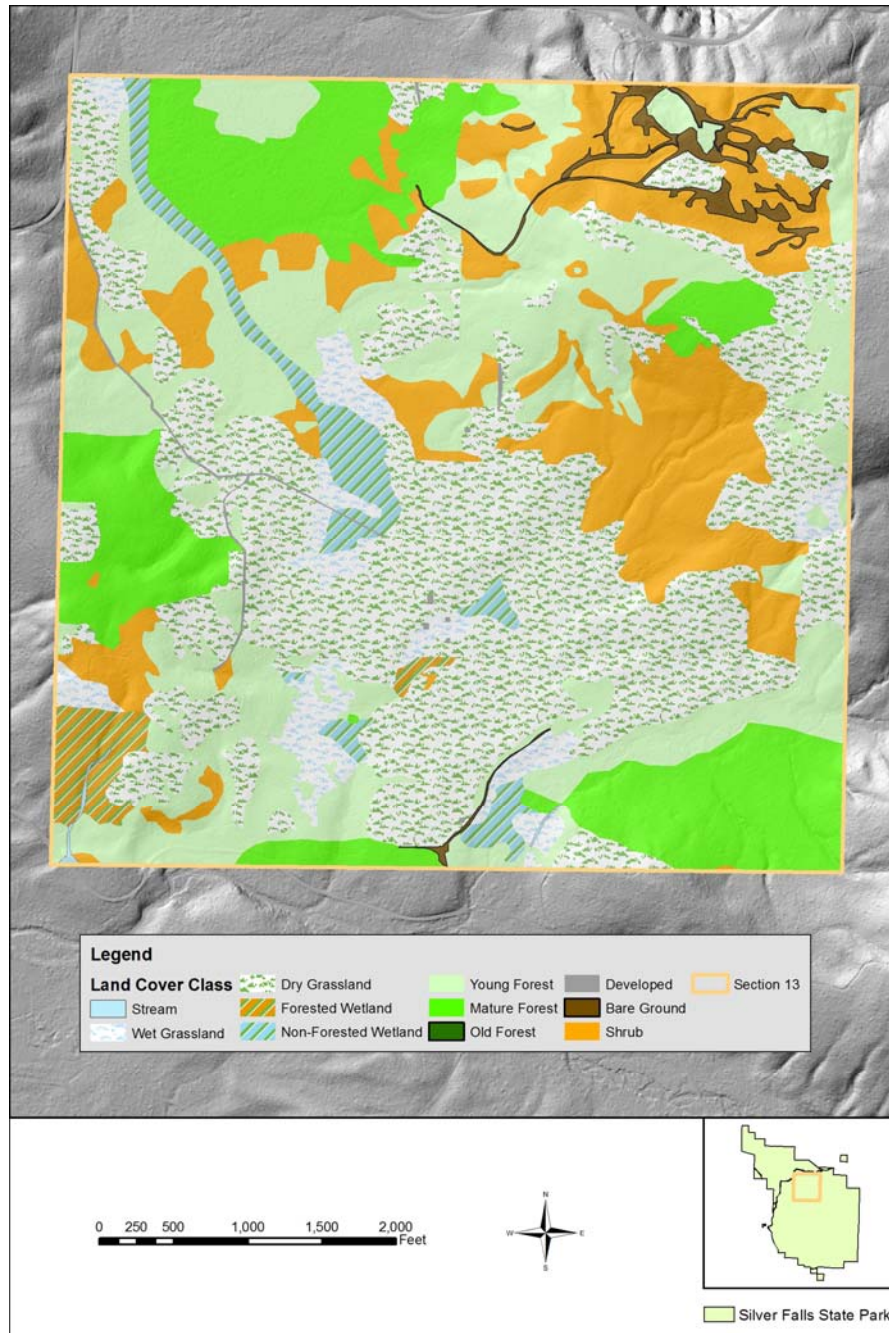 Legend
Land Cover Class
Stream
Wet Grassland
Dry Grassland
Forested Wetland
Non-Forested Wetland
Young Forest
Mature Forest
Old Forest
Developed
Bare Ground
Shrub
Section 13
0 250 500 1,000 1,500 2,000
Feet
N
W E
S
Silver Falls State Park